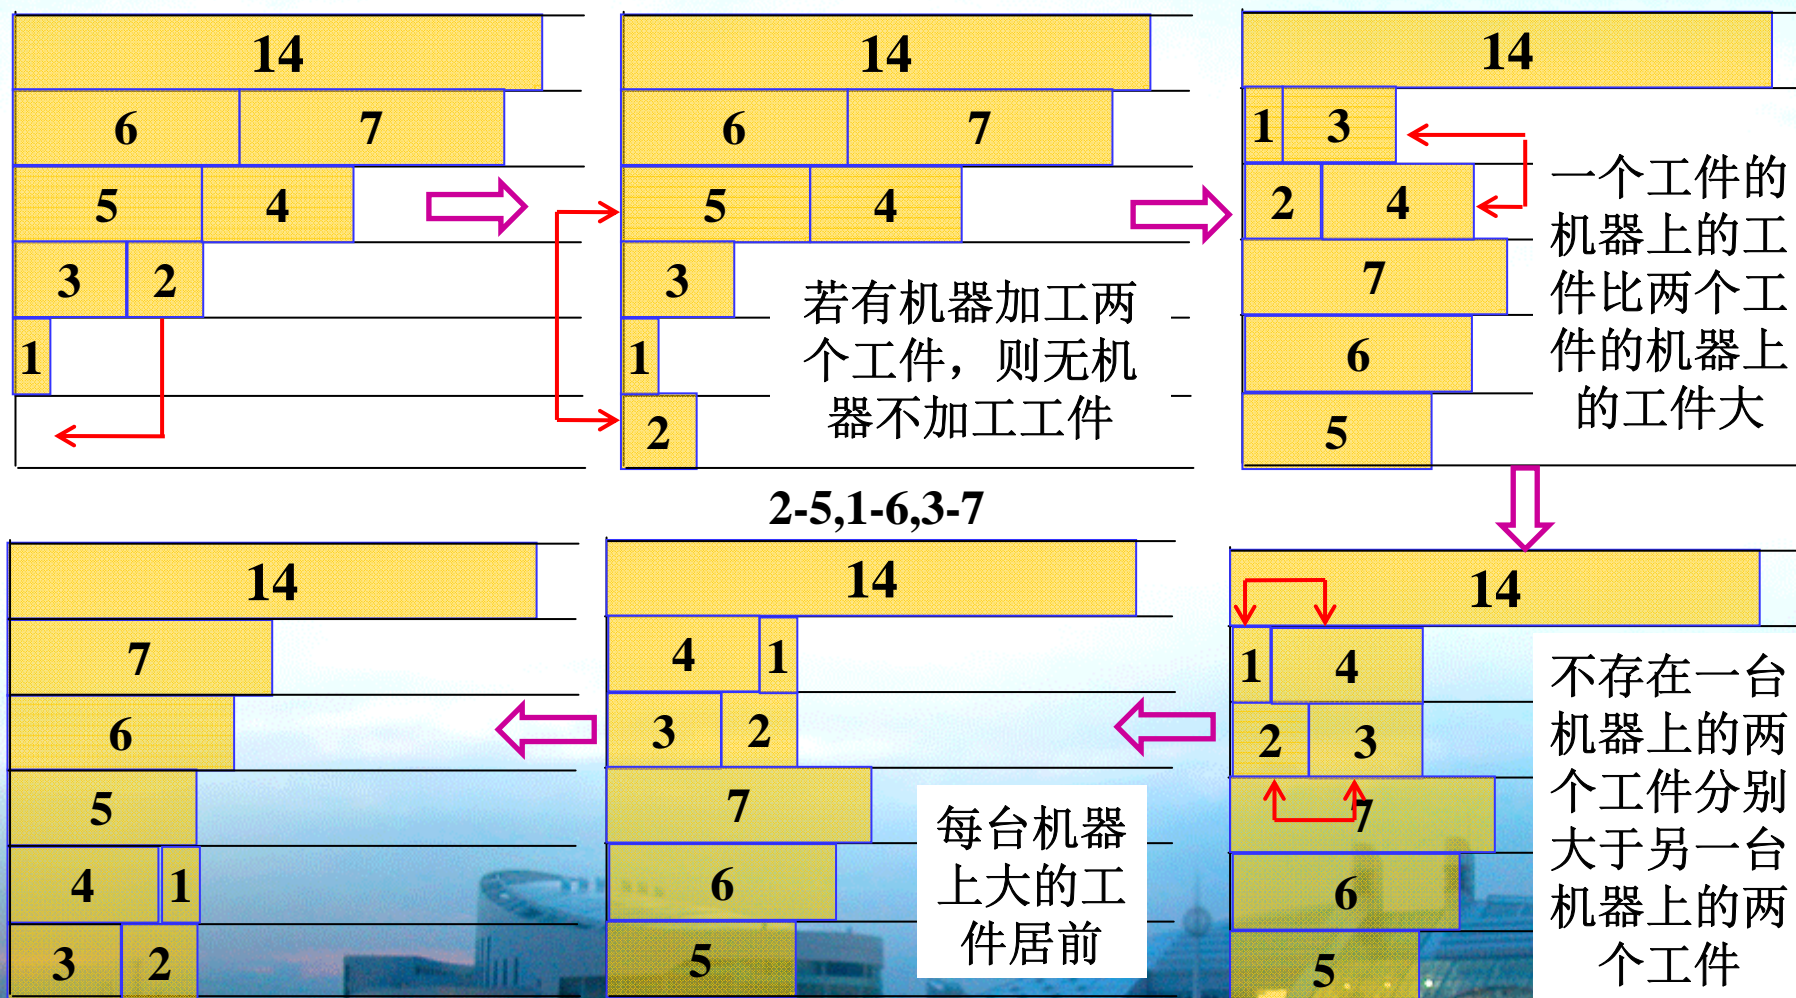 14
6 7
5 4
3 2
1
14
6 7
5 4
3
1
2
若有机器加工两
个工件，则无机
器不加工工件
14
1 3
2 4
7
6
5
一个工件的
机器上的工
件比两个工
件的机器上
的工件大
2-5,1-6,3-7
14
7
6
5
4 1
3 2
14
4 1
3 2
7
6
5
每台机器
上大的工
件居前
14
1 4
2 3
7
6
5
不存在一台
机器上的两
个工件分别
大于另一台
机器上的两
个工件